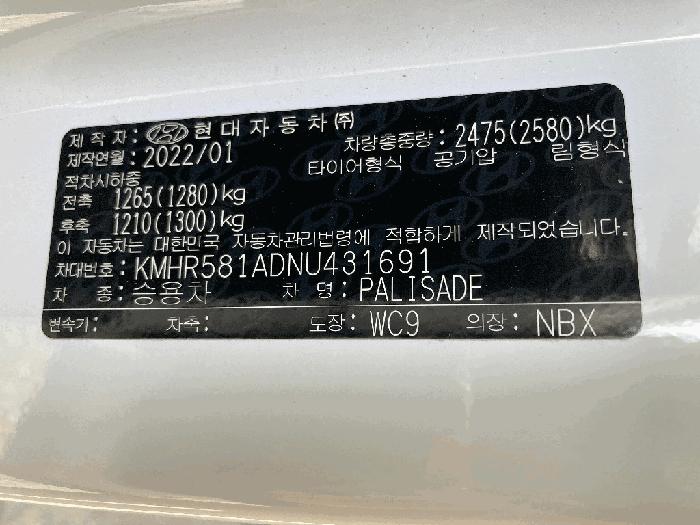 제 작 자 : 현대자동차㈜
차량총중량 : 2475(2580)kg
제작연월 : 2022/01
타이어형식 공기압 림형식
적차시하중
전축 1265(1280)kg
후축 1210(1300)kg
이 자동차는 대한민국 자동차관리법령에 적합하게 제작되었습니다.
차대번호 : KMHR581ADNU431691
차 종 : 승용차 차 명 : PALISADE
변속기 : 차축 : 도장 : WC9 의장 : NBX